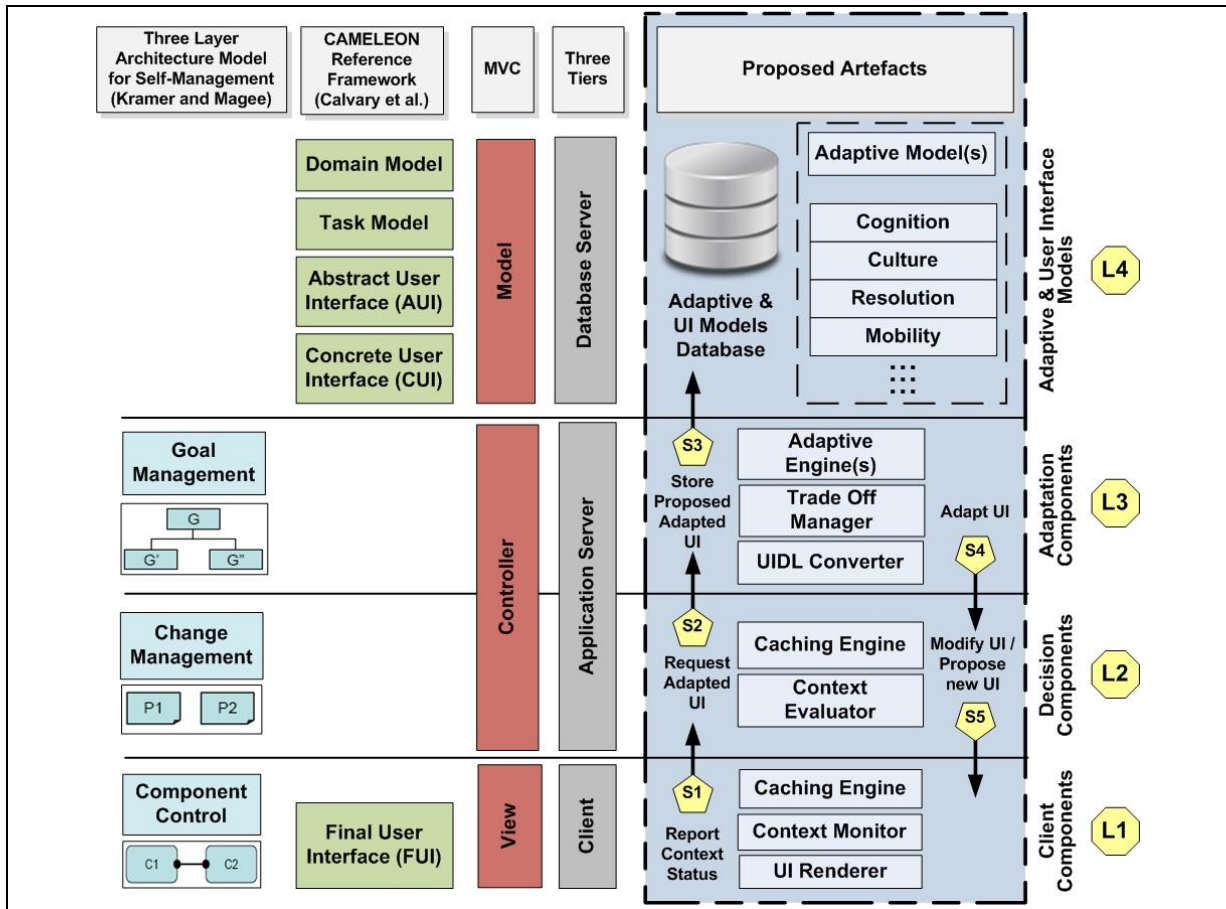 Three Layer
Architecture Model
for Self-Management
(Kramer and Magee)
CAMELEON
Reference
Framework
(Calvary et al.)
MVC
Three
Tiers
Proposed Artefacts
Domain Model
Task Model
Abstract User
Interface (AUI)
Concrete User
Interface (CUI)
Model
Database Server
Adaptive &
UI Models
Database
Adaptive Model(s)
Cognition
Culture
Resolution
Mobility
Adaptive & User Interface
Models
L4
Goal
Management
G
G'
G"
Controller
Application Server
S3
Store
Proposed
Adapted
UI
Adaptive
Engine(s)
Trade Off
Manager
UIDL Converter
Adapt UI
S4
Adaptation
Components
L3
Change
Management
P1
P2
S2
Request
Adapted
UI
Caching Engine
Context
Evaluator
Modify UI /
Propose
new UI
S5
Decision
Components
L2
Component
Control
C1
C2
Final User
Interface (FUI)
View
Client
S1
Report
Context
Status
Caching Engine
Context Monitor
UI Renderer
Client
Components
L1